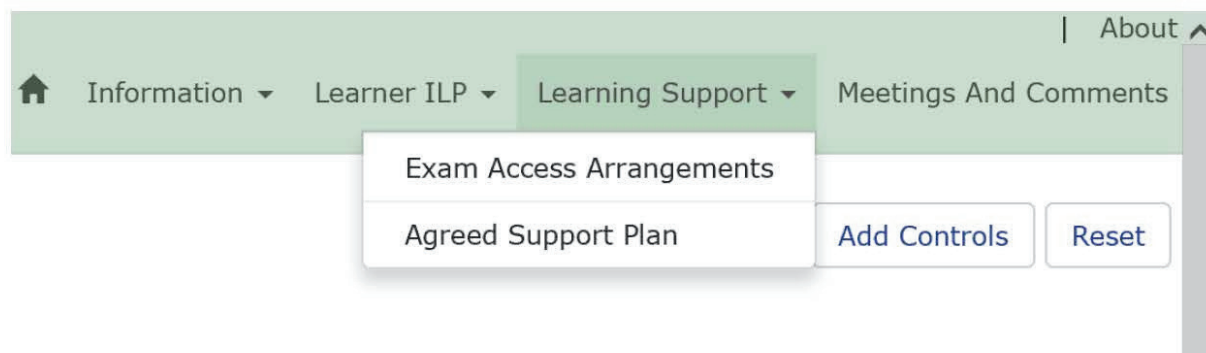 | About
Information Learner ILP Learning Support Meetings And Comments
Exam Access Arrangements
Agreed Support Plan Add Controls Reset